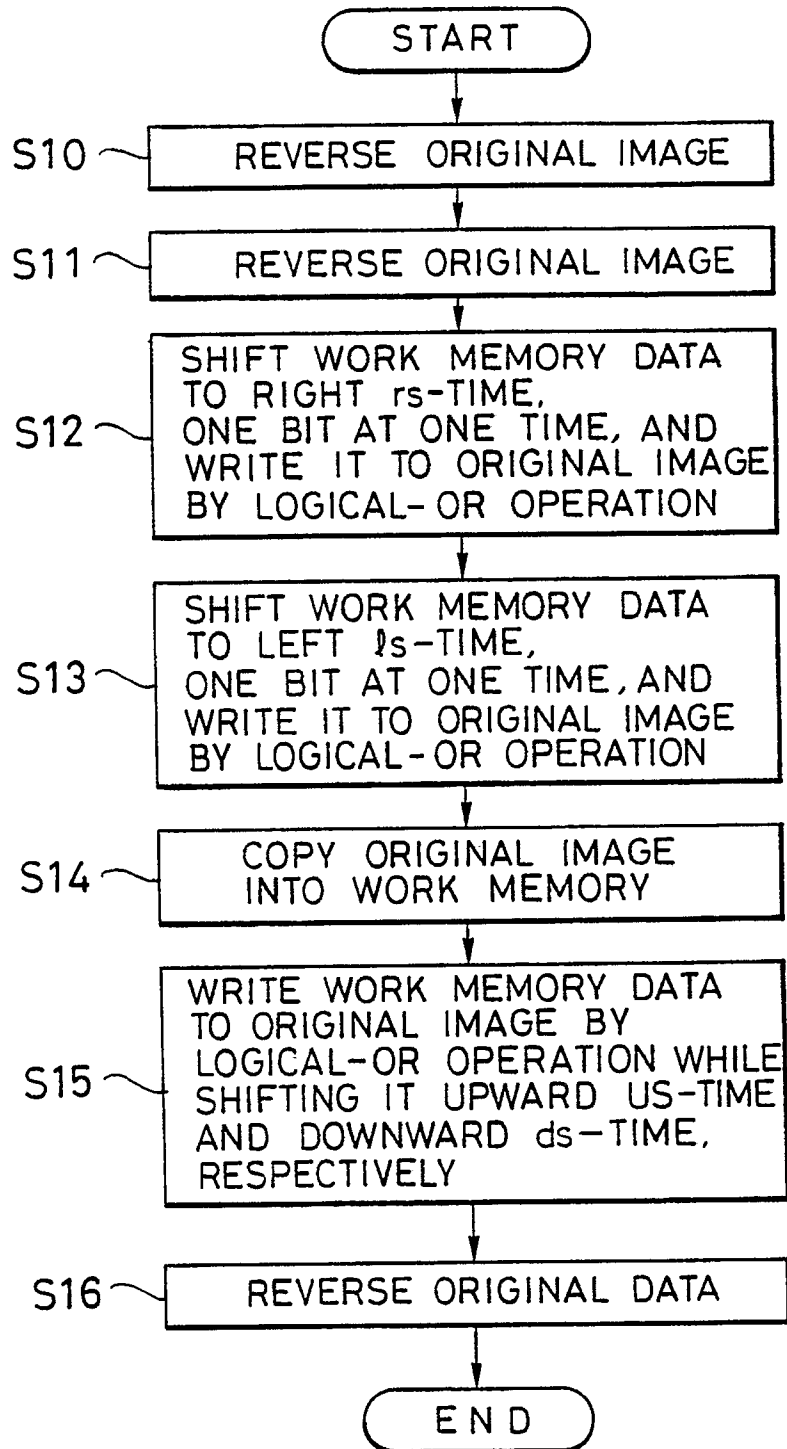 START
S10 REVERSE ORIGINAL IMAGE
S11 REVERSE ORIGINAL IMAGE
SHIFT WORK MEMORY DATA
TO RIGHT rs-TIME,
S12 ONE BIT AT ONE TIME, AND
WRITE IT TO ORIGINAL IMAGE
BY LOGICAL-OR OPERATION
SHIFT WORK MEMORY DATA
TO LEFT ℓs-TIME,
S13 ONE BIT AT ONE TIME, AND
WRITE IT TO ORIGINAL IMAGE
BY LOGICAL-OR OPERATION
COPY ORIGINAL IMAGE
S14 INTO WORK MEMORY
WRITE WORK MEMORY DATA
TO ORIGINAL IMAGE BY
LOGICAL-OR OPERATION WHILE
S15 SHIFTING IT UPWARD US-TIME
AND DOWNWARD ds-TIME,
RESPECTIVELY
S16 REVERSE ORIGINAL DATA
END